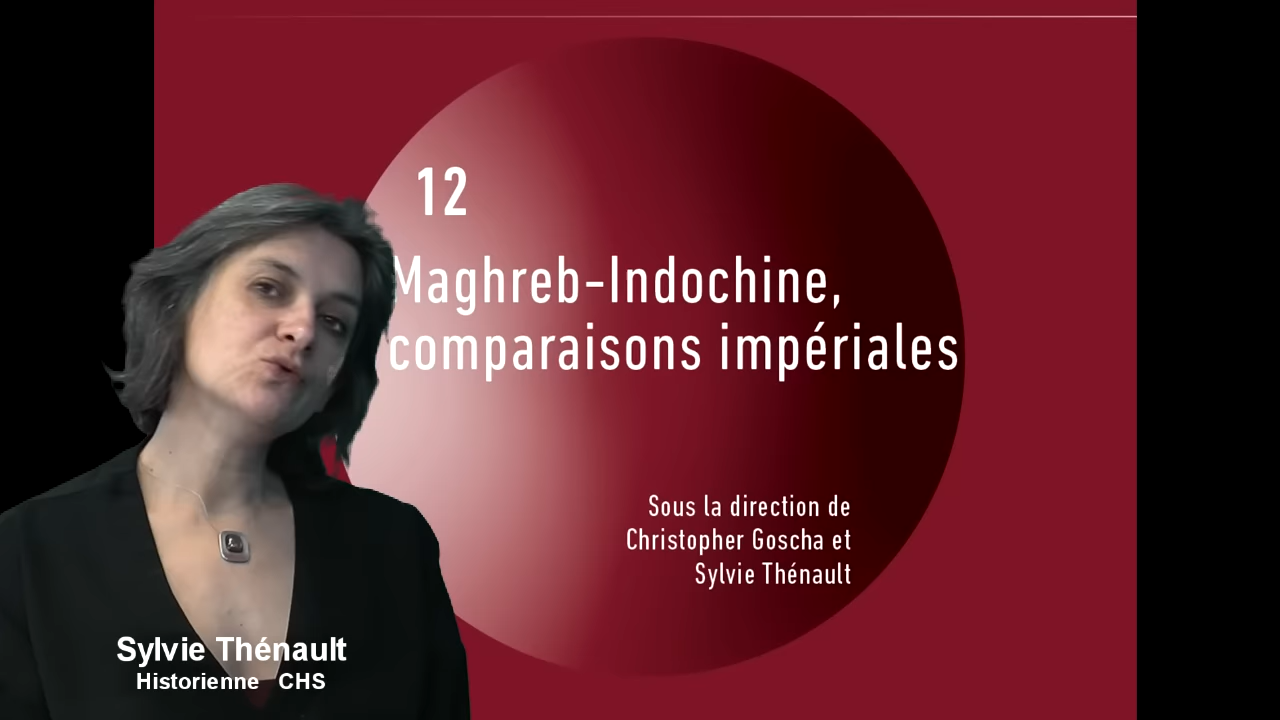 12
Maghreb-Indochine,
comparaisons impériales
Sous la direction de
Christopher Goscha et
Sylvie Thénault
Sylvie Thénault
Historienne CHS